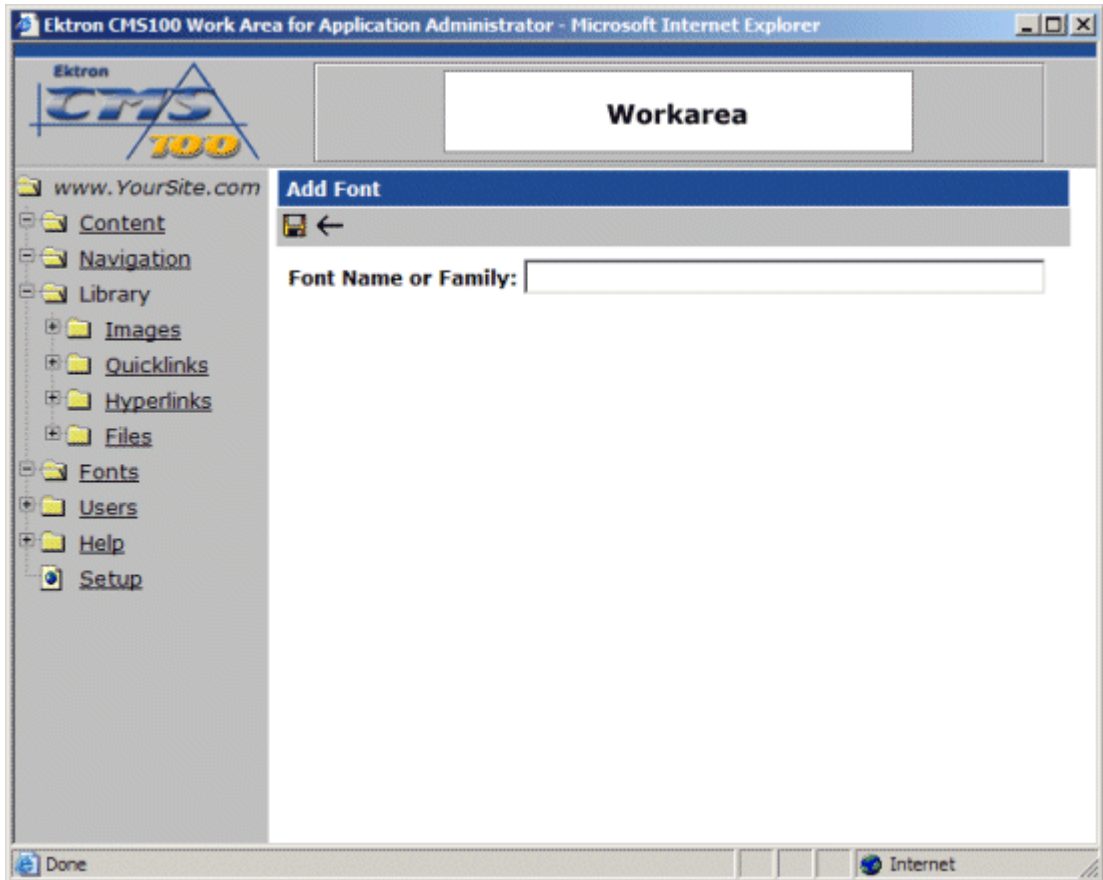 Ektron CMS100 Work Area for Application Administrator - Microsoft Internet Explorer
Ektron
CMS
100
Workarea
www.YourSite.com
Content
Navigation
Library
Images
Quicklinks
Hyperlinks
Files
Fonts
Users
Help
Setup
Add Font
Font Name or Family:
Done
Internet